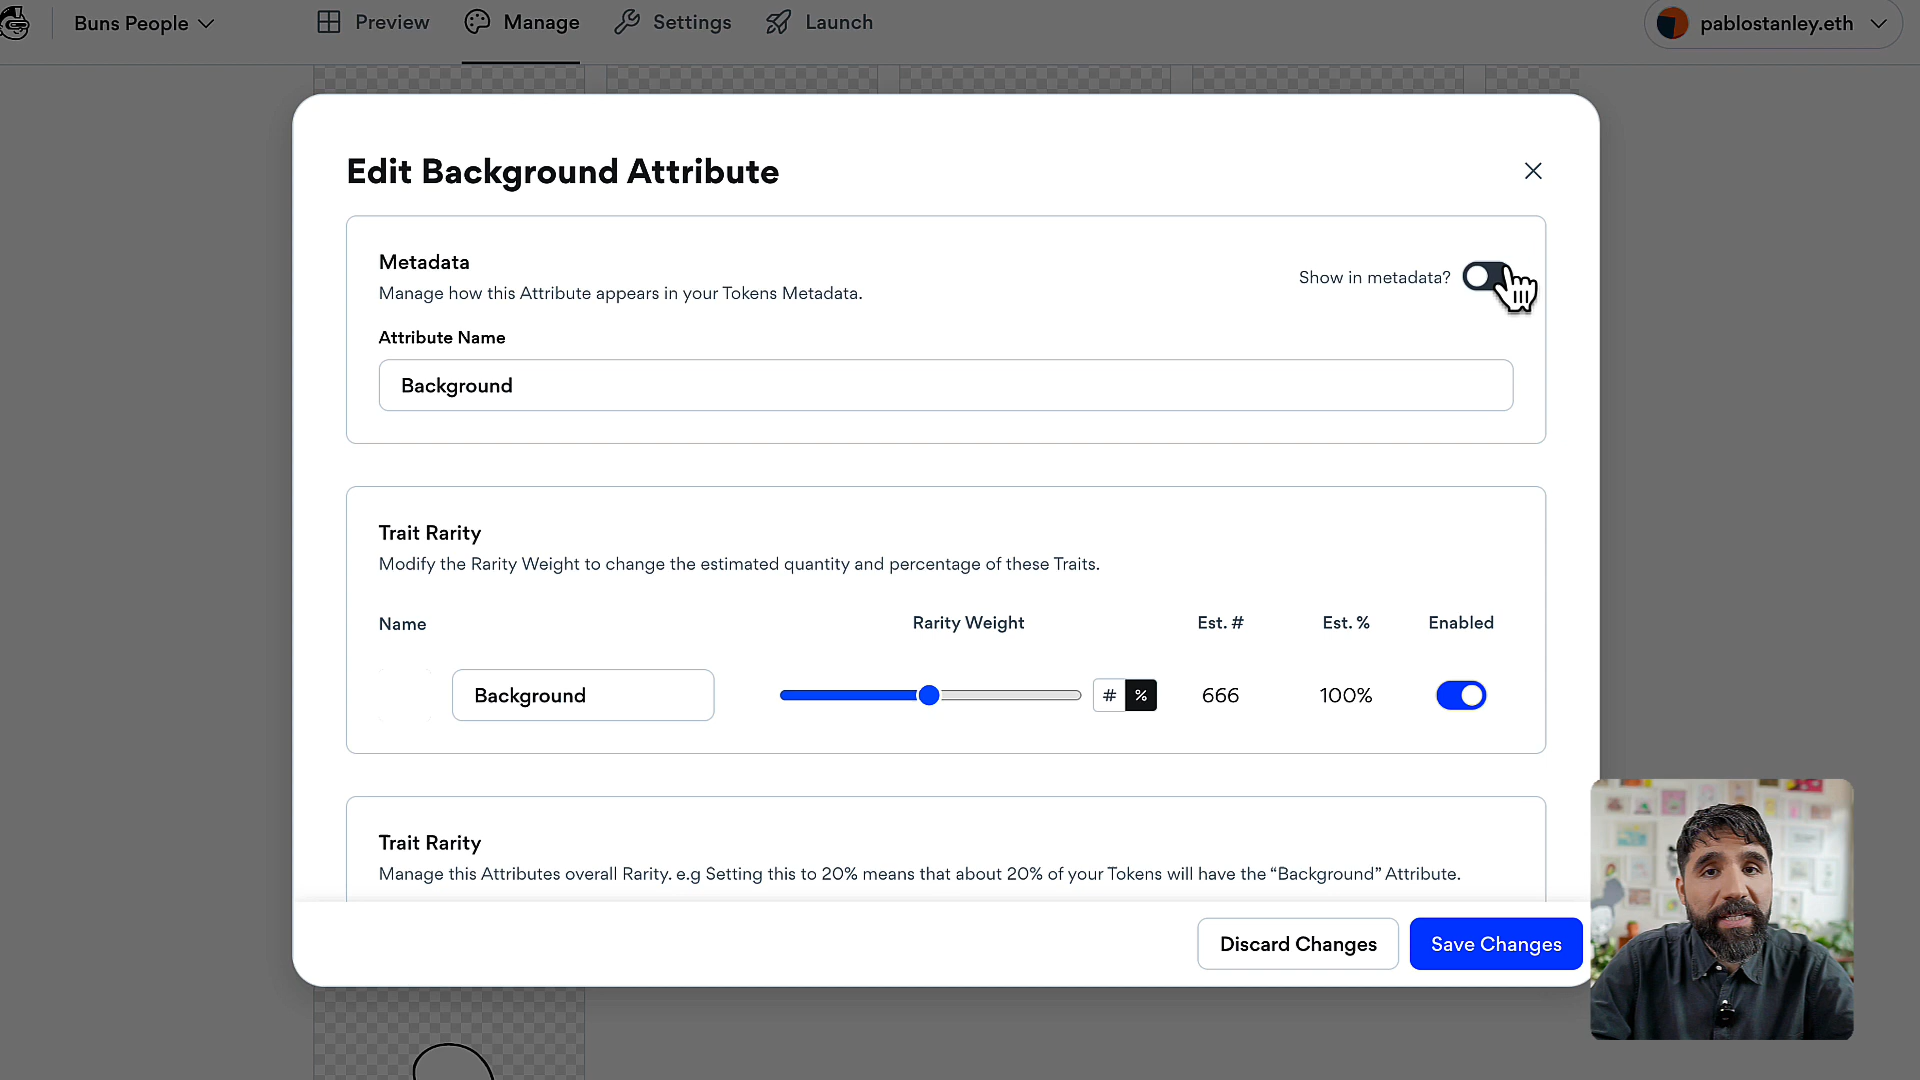 Buns People
Preview
Manage
Settings
Launch
pablostanley.eth
Edit Background Attribute
Metadata
Manage how this Attribute appears in your Tokens Metadata.
Show in metadata?
Attribute Name
Background
Trait Rarity
Modify the Rarity Weight to change the estimated quantity and percentage of these Traits.
Name Rarity Weight Est. # Est. % Enabled
Background # % 666 100%
Trait Rarity
Manage this Attributes overall Rarity. e.g Setting this to 20% means that about 20% of your Tokens will have the “Background” Attribute.
Discard Changes
Save Changes